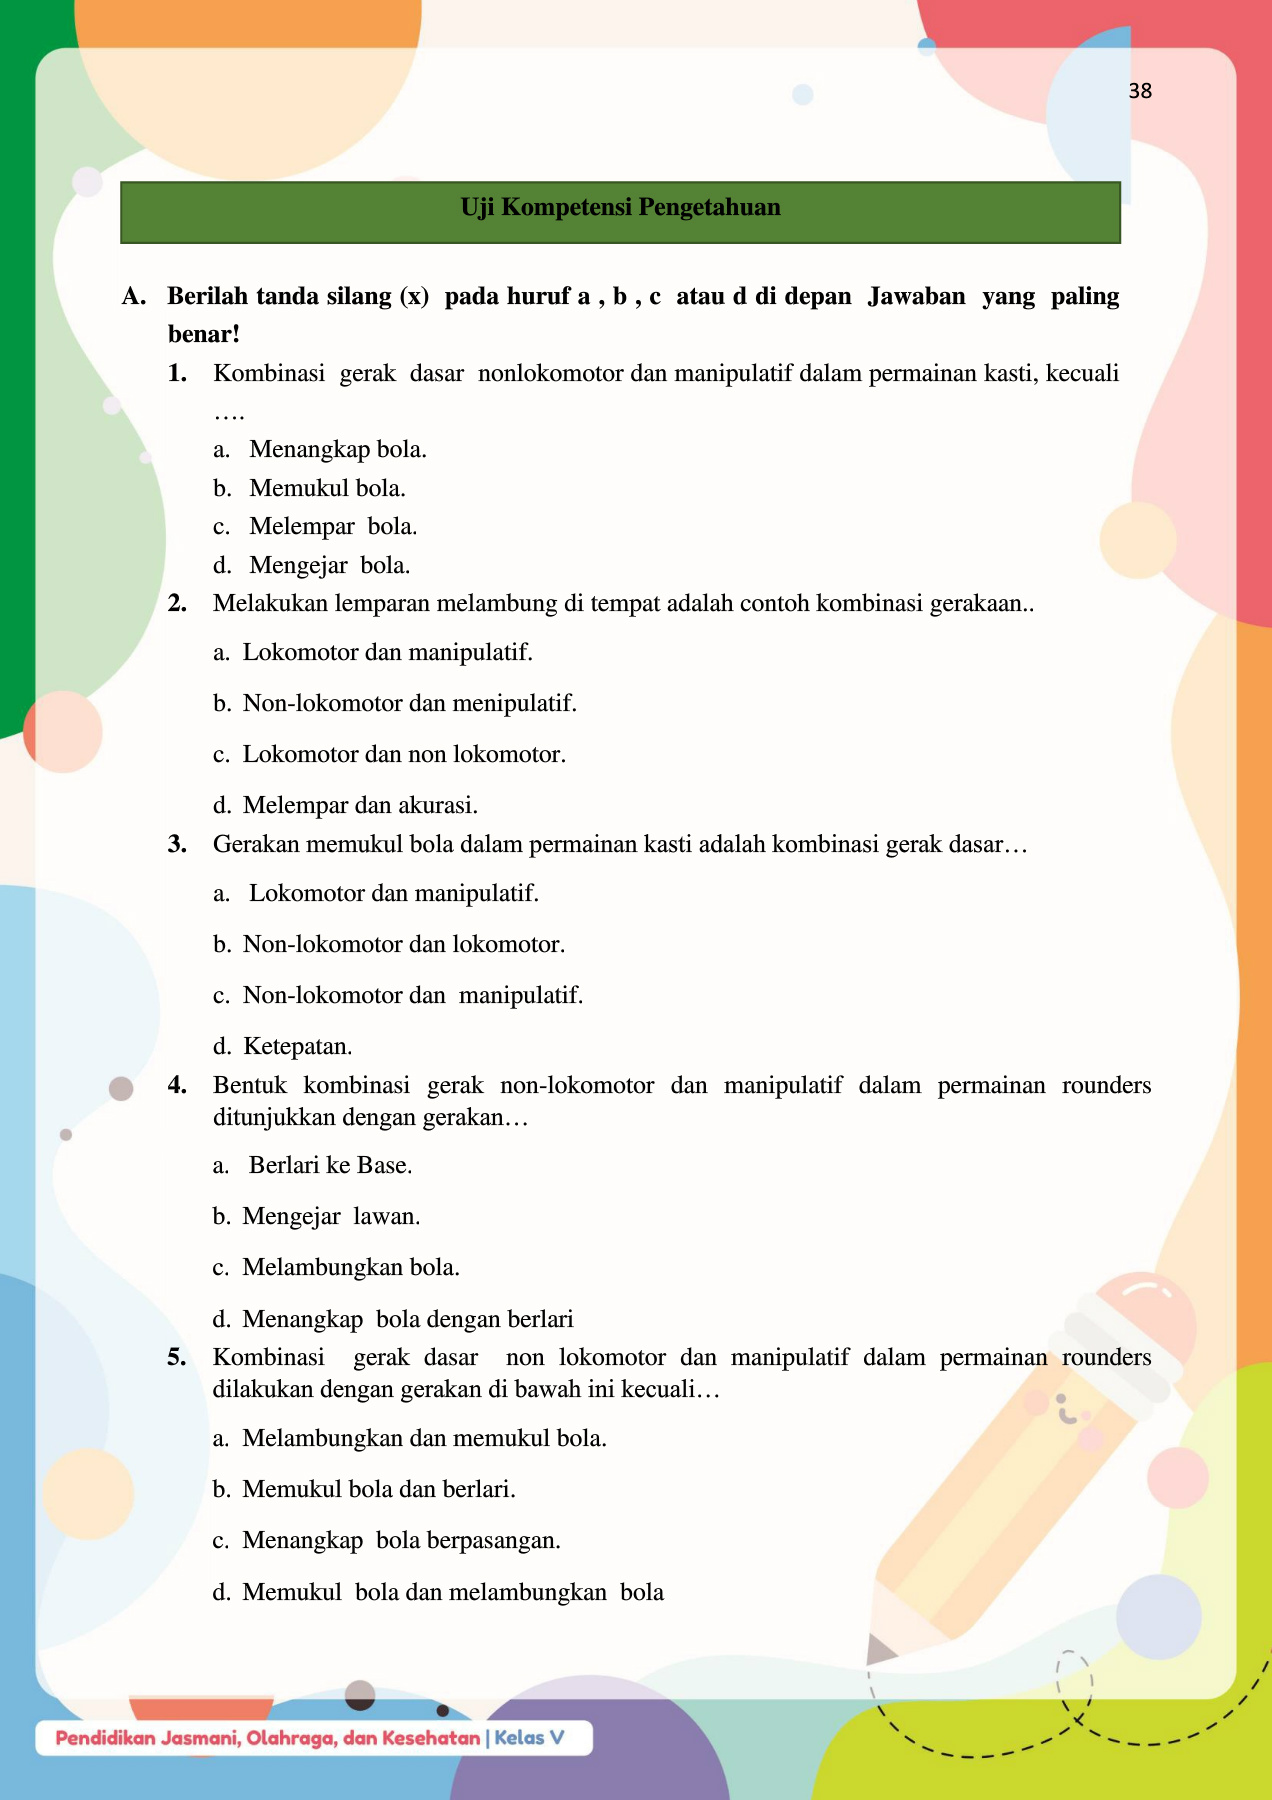 38
Uji Kompetensi Pengetahuan
A. Berilah tanda silang (x) pada huruf a , b , c atau d di depan Jawaban yang paling
benar!
1. Kombinasi gerak dasar nonlokomotor dan manipulatif dalam permainan kasti, kecuali
….
a. Menangkap bola.
b. Memukul bola.
c. Melempar bola.
d. Mengejar bola.
2. Melakukan lemparan melambung di tempat adalah contoh kombinasi gerakaan..
a. Lokomotor dan manipulatif.
b. Non-lokomotor dan menipulatif.
c. Lokomotor dan non lokomotor.
d. Melempar dan akurasi.
3. Gerakan memukul bola dalam permainan kasti adalah kombinasi gerak dasar…
a. Lokomotor dan manipulatif.
b. Non-lokomotor dan lokomotor.
c. Non-lokomotor dan manipulatif.
d. Ketepatan.
4. Bentuk kombinasi gerak non-lokomotor dan manipulatif dalam permainan rounders
ditunjukkan dengan gerakan…
a. Berlari ke Base.
b. Mengejar lawan.
c. Melambungkan bola.
d. Menangkap bola dengan berlari
5. Kombinasi gerak dasar non lokomotor dan manipulatif dalam permainan rounders
dilakukan dengan gerakan di bawah ini kecuali…
a. Melambungkan dan memukul bola.
b. Memukul bola dan berlari.
c. Menangkap bola berpasangan.
d. Memukul bola dan melambungkan bola
Pendidikan Jasmani, Olahraga, dan Kesehatan | Kelas V